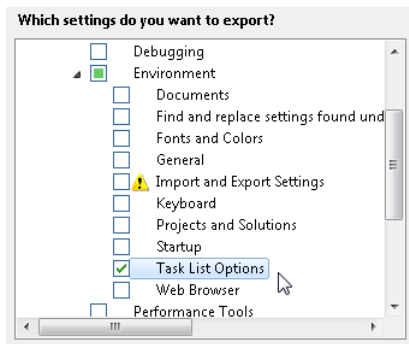 Which settings do you want to export?
Debugging
Environment
Documents
Find and replace settings found und
Fonts and Colors
General
Import and Export Settings
Keyboard
Projects and Solutions
Startup
Task List Options
Web Browser
Performance Tools